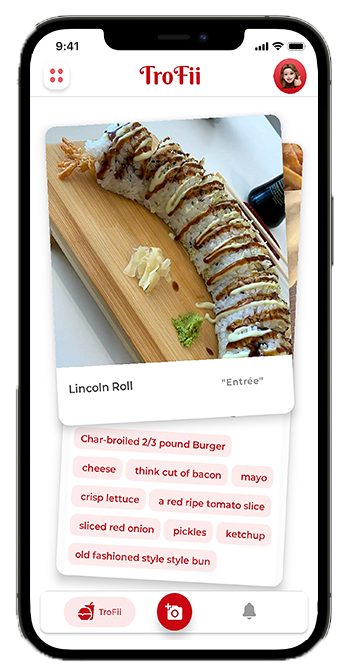 9:41
TroFii
Lincoln Roll
"Entrée"
Char-broiled 2/3 pound Burger
cheese think cut of bacon mayo
crisp lettuce a red ripe tomato slice
sliced red onion pickles ketchup
old fashioned style style bun
TroFii